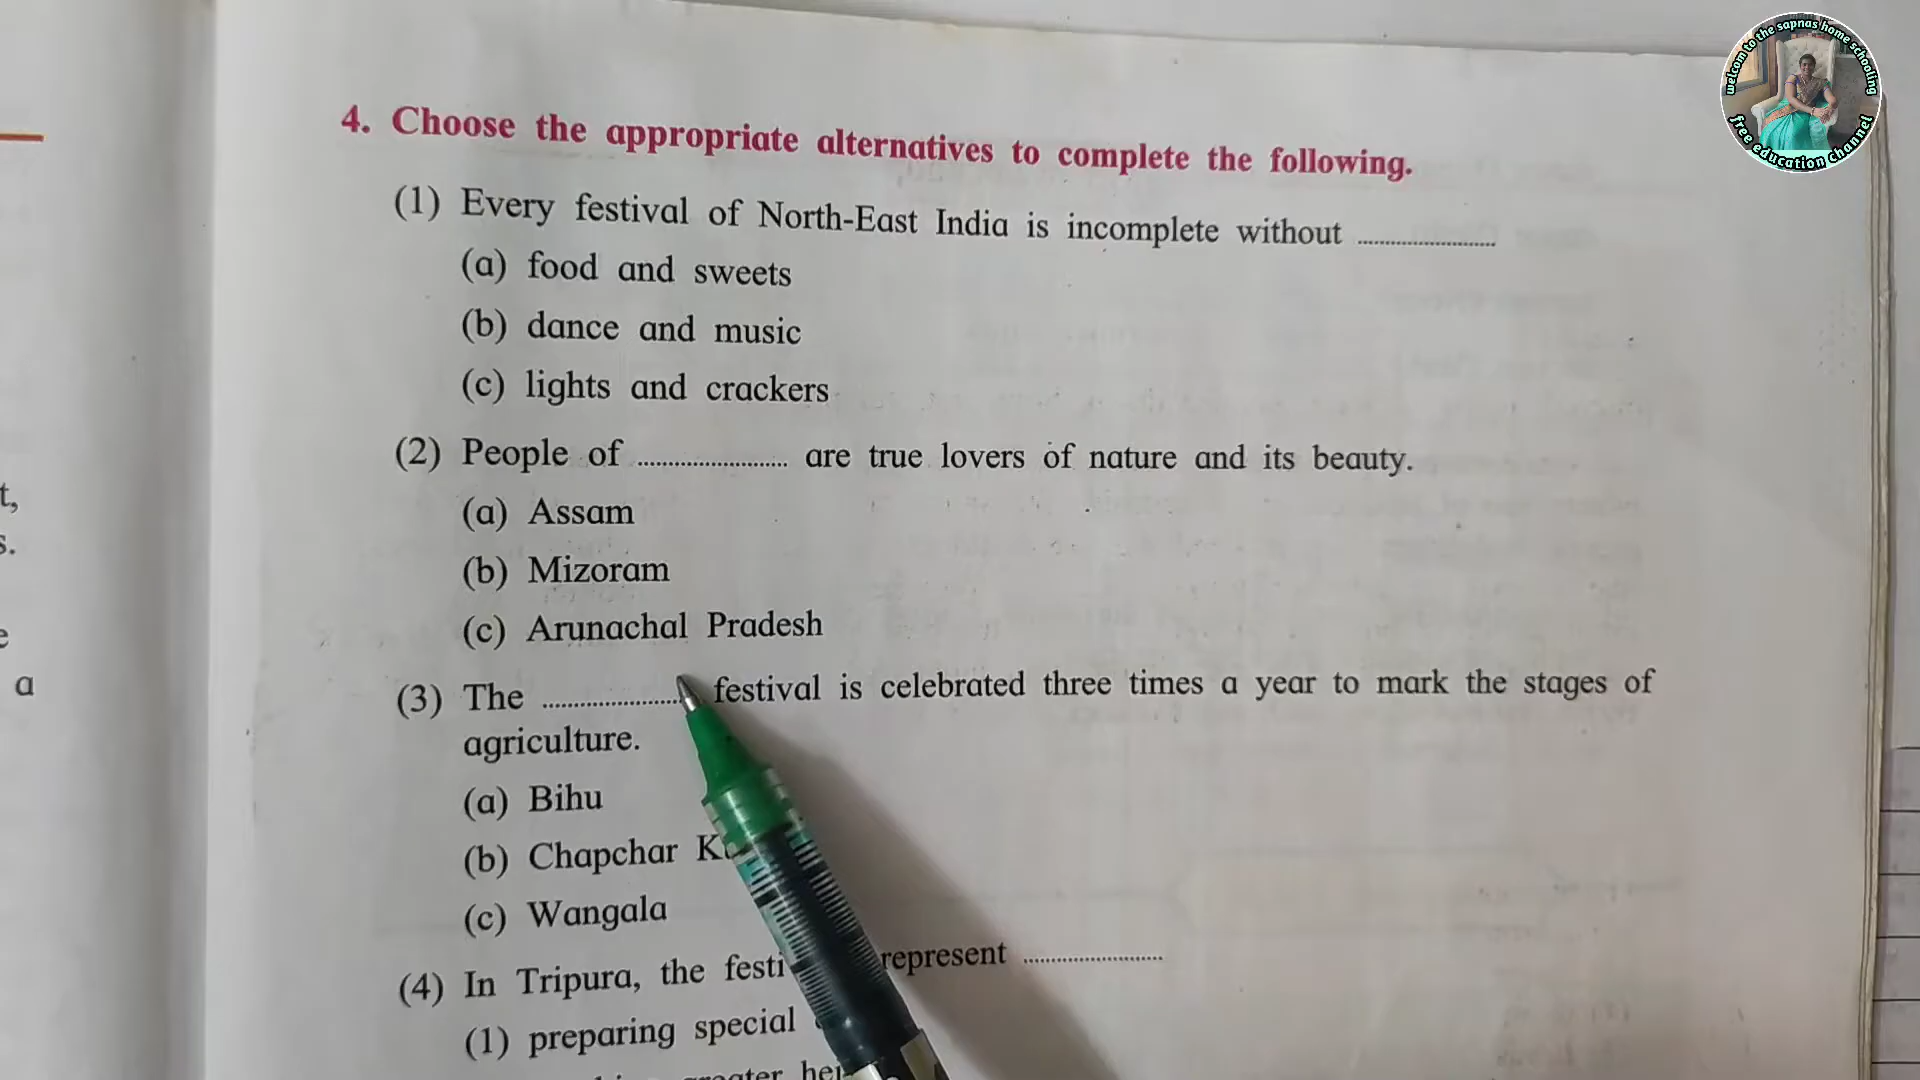 welcom to the sapnas home schooling
free education channel
4. Choose the appropriate alternatives to complete the following.
(1) Every festival of North-East India is incomplete without ..........................
(a) food and sweets
(b) dance and music
(c) lights and crackers
(2) People of .......................... are true lovers of nature and its beauty.
t,
(a) Assam
s.
(b) Mizoram
(c) Arunachal Pradesh
a
(3) The .......................... festival is celebrated three times a year to mark the stages of
agriculture.
(a) Bihu
(b) Chapchar
(c) Wangala
(4) In Tripura, the represent ..........................
(1) preparing special